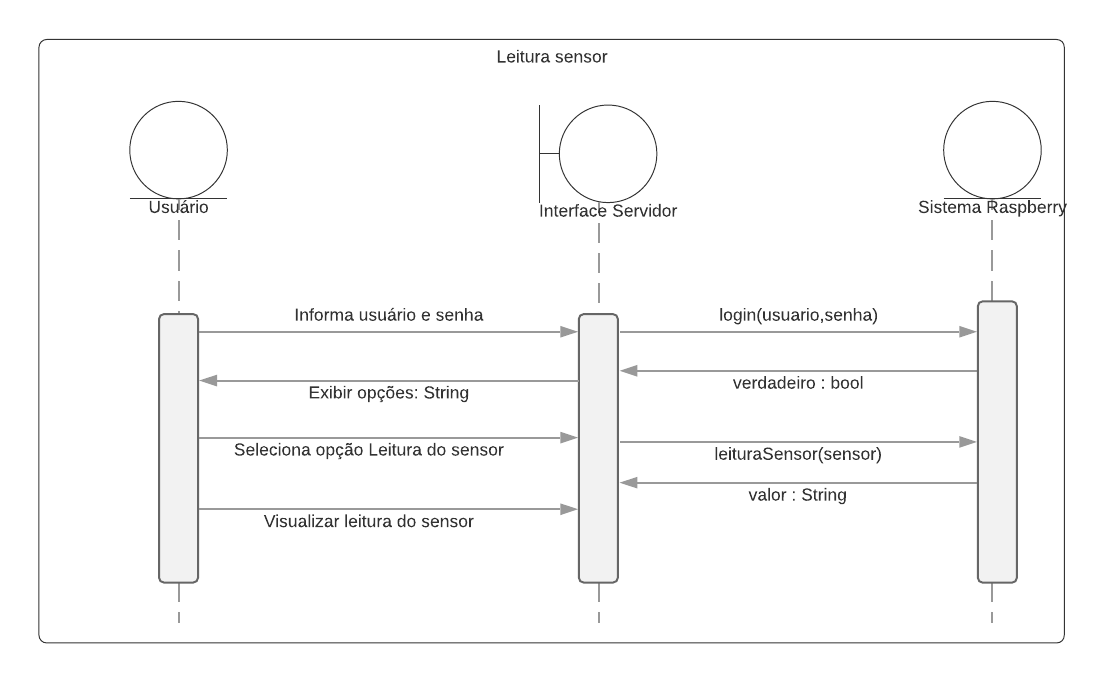 Leitura sensor
Usuário
Interface Servidor
Sistema Raspberry
Informa usuário e senha
login(usuario,senha)
verdadeiro : bool
Exibir opções: String
Seleciona opção Leitura do sensor
leituraSensor(sensor)
valor : String
Visualizar leitura do sensor